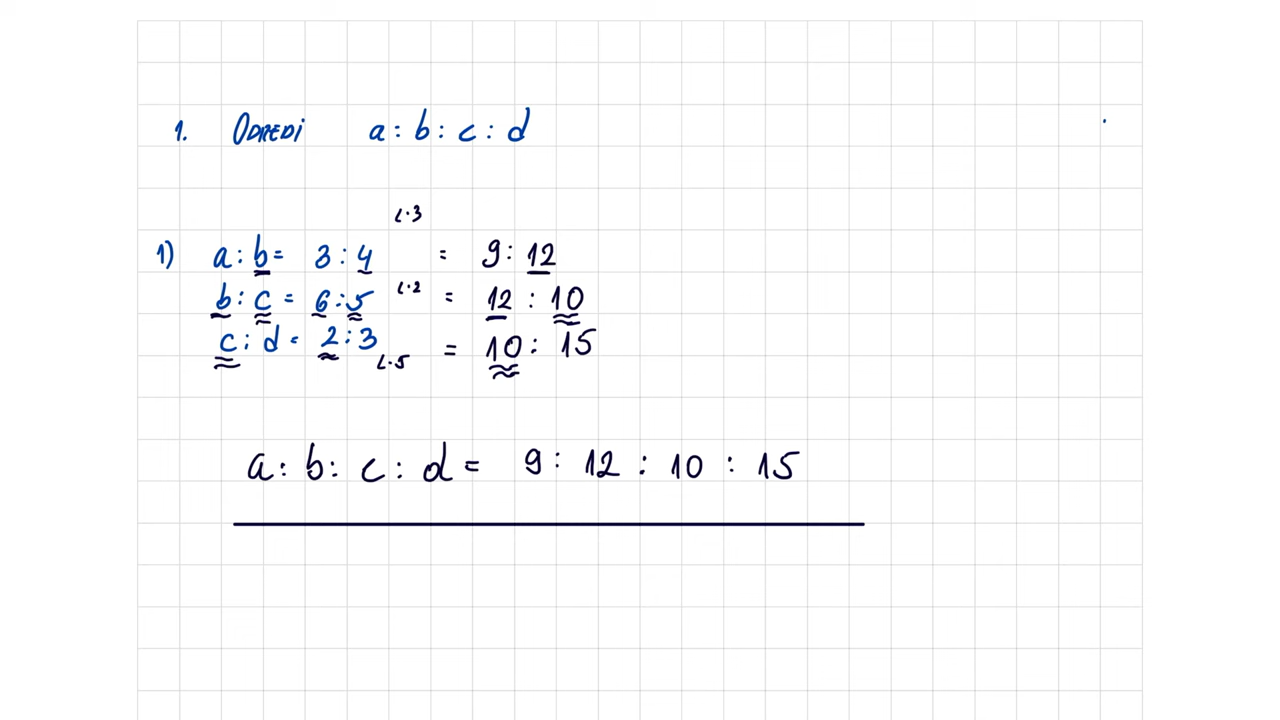 1. ODREDI a : b : c : d
/·3
1) a : b = 3 : 4 = 9 : 12
b : c = 6 : 5 /·2 = 12 : 10
c : d = 2 : 3 /·5 = 10 : 15
a : b : c : d = 9 : 12 : 10 : 15